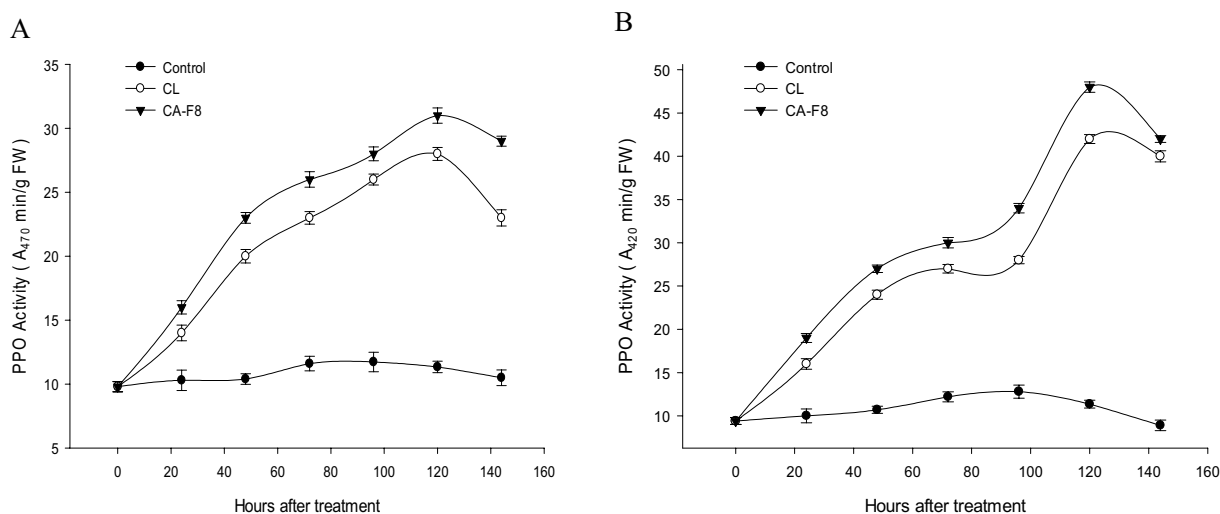 A
35
30
25
20
15
10
5
PPO Activity ( A₄₇₀ min/g FW)
Control
CL
CA-F8
0 20 40 60 80 100 120 140 160
Hours after treatment
B
50
45
40
35
30
25
20
15
10
PPO Activity ( A₄₂₀ min/g FW)
Control
CL
CA-F8
0 20 40 60 80 100 120 140 160
Hours after treatment